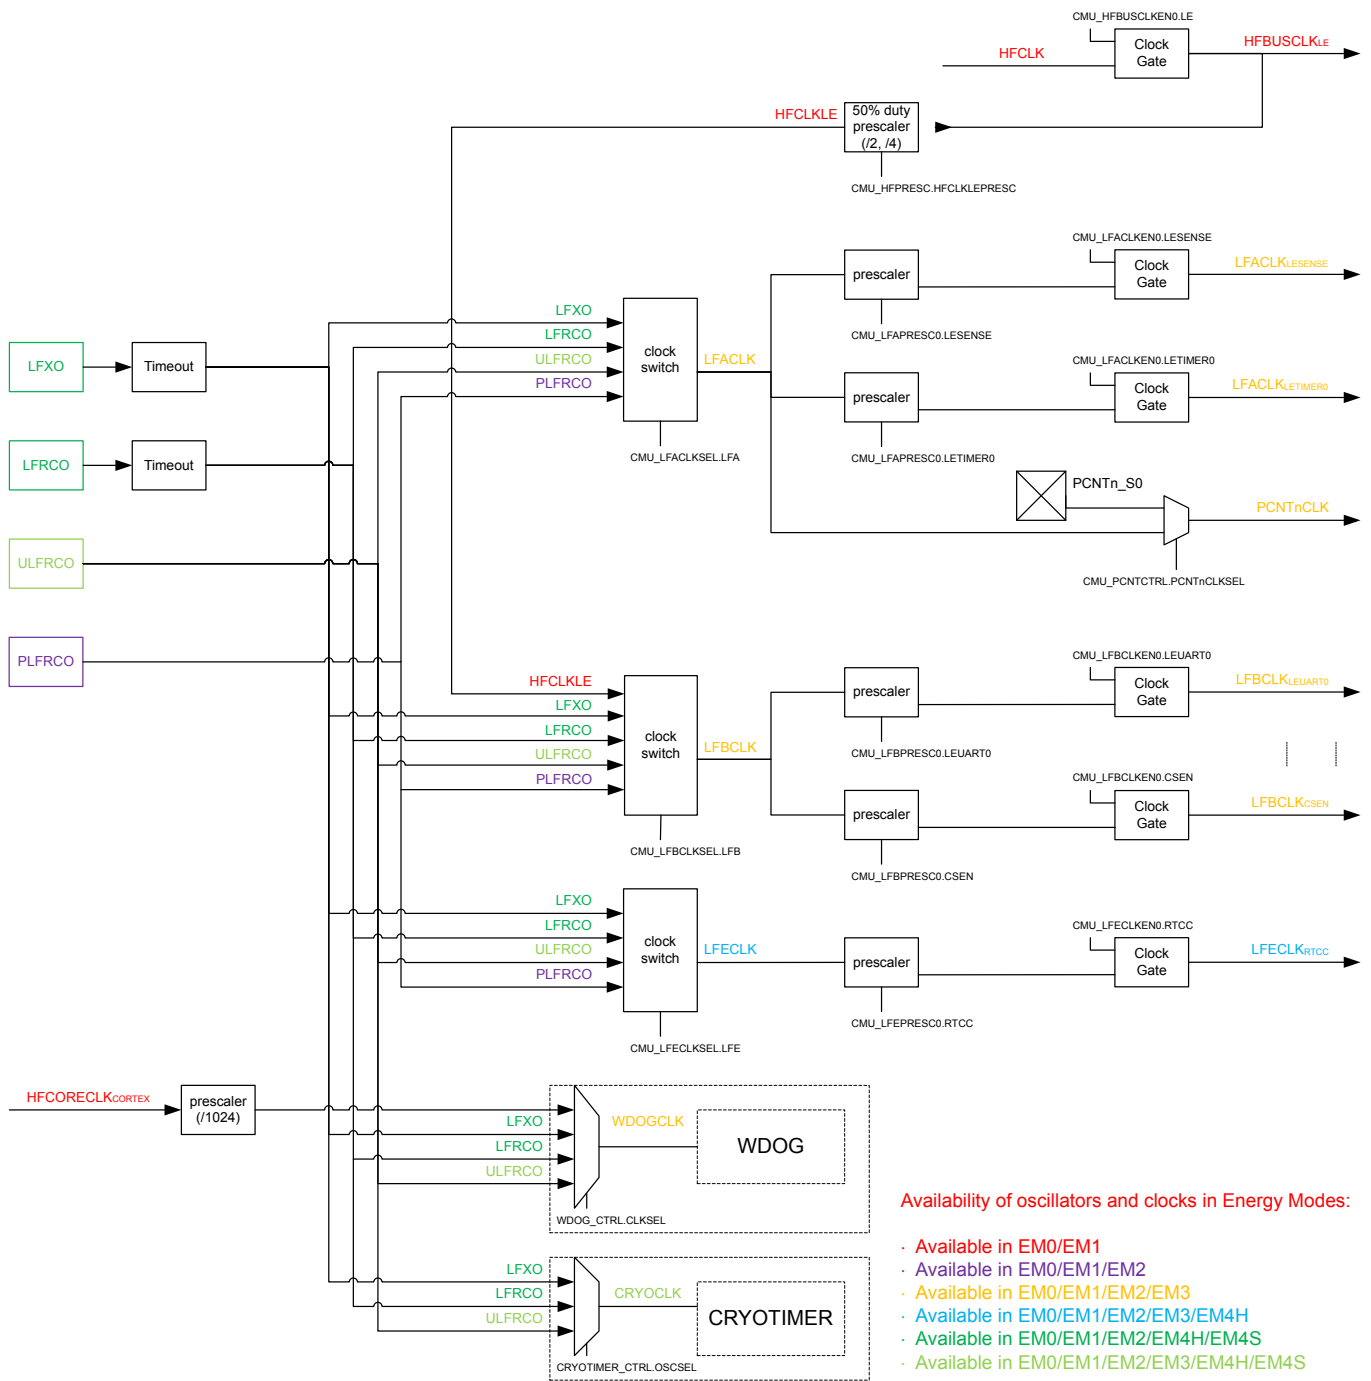 CMU_HFBUSCLKEN0.LE
HFCLK
Clock
Gate
HFBUSCLKLE
HFCLKLE
50% duty
prescaler
(/2, /4)
CMU_HFPRESC.HFCLKLEPRESC
CMU_LFACLKEN0.LESENSE
prescaler
Clock
Gate
LFACLKLESENSE
CMU_LFAPRESC0.LESENSE
LFXO
LFRCO
ULFRCO
PLFRCO
clock
switch
LFACLK
CMU_LFACLKSEL.LFA
LFXO
Timeout
CMU_LFACLKEN0.LETIMER0
prescaler
Clock
Gate
LFACLKLETIMER0
CMU_LFAPRESC0.LETIMER0
LFRCO
Timeout
PCNTn_S0
PCNTnCLK
CMU_PCNTCTRL.PCNTnCLKSEL
ULFRCO
PLFRCO
HFCLKLE
LFXO
LFRCO
ULFRCO
PLFRCO
clock
switch
LFBCLK
CMU_LFBCLKSEL.LFB
CMU_LFBCLKEN0.LEUART0
prescaler
Clock
Gate
LFBCLKLEUART0
CMU_LFBPRESC0.LEUART0
CMU_LFBCLKEN0.CSEN
prescaler
Clock
Gate
LFBCLKCSEN
CMU_LFBPRESC0.CSEN
LFXO
LFRCO
ULFRCO
PLFRCO
clock
switch
LFECLK
CMU_LFECLKSEL.LFE
CMU_LFECLKEN0.RTCC
prescaler
Clock
Gate
LFECLKRTCC
CMU_LFEPRESC0.RTCC
HFCORECLKCORTEX
prescaler
(/1024)
LFXO
LFRCO
ULFRCO
WDOGCLK
WDOG
WDOG_CTRL.CLKSEL
LFXO
LFRCO
ULFRCO
CRYOCLK
CRYOTIMER
CRYOTIMER_CTRL.OSCSEL
Availability of oscillators and clocks in Energy Modes:
· Available in EM0/EM1
· Available in EM0/EM1/EM2
· Available in EM0/EM1/EM2/EM3
· Available in EM0/EM1/EM2/EM3/EM4H
· Available in EM0/EM1/EM2/EM4H/EM4S
· Available in EM0/EM1/EM2/EM3/EM4H/EM4S